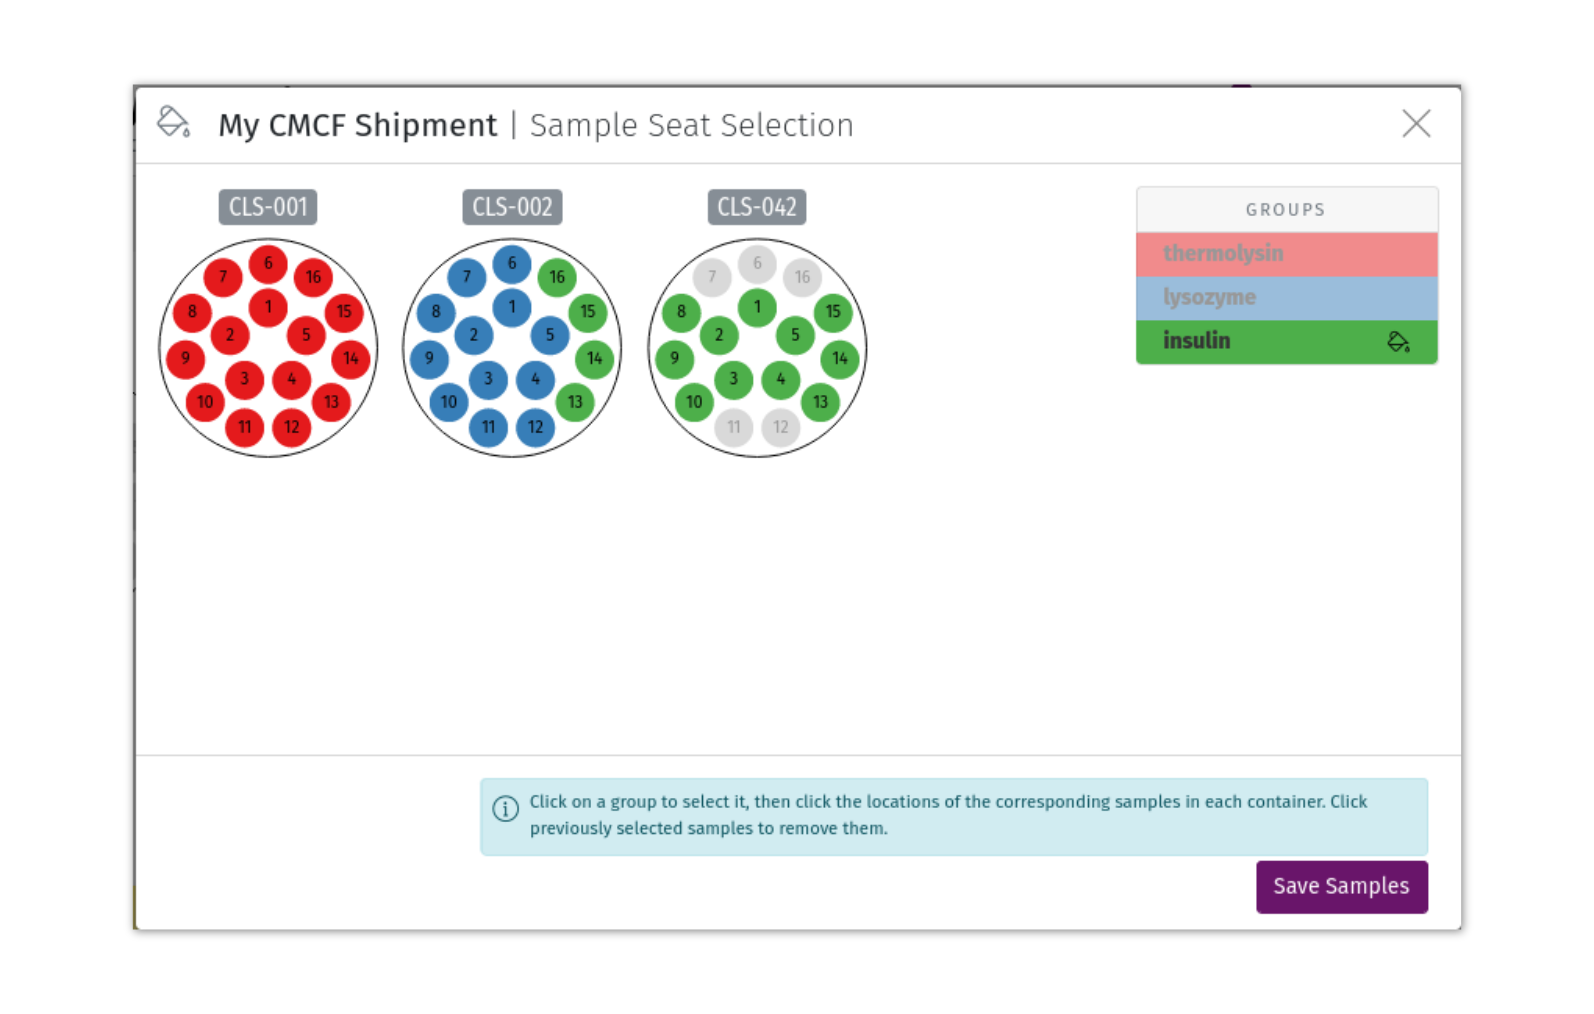 My CMCF Shipment | Sample Seat Selection
CLS-001 CLS-002 CLS-042
GROUPS
thermolysin
lysozyme
insulin
6
7 16
8 1 15
2 5
9 14
3 4
10 13
11 12
6
7 16
8 1 15
2 5
9 14
3 4
10 13
11 12
6
7 16
8 1 15
2 5
9 14
3 4
10 13
11 12
Click on a group to select it, then click the locations of the corresponding samples in each container. Click
previously selected samples to remove them.
Save Samples